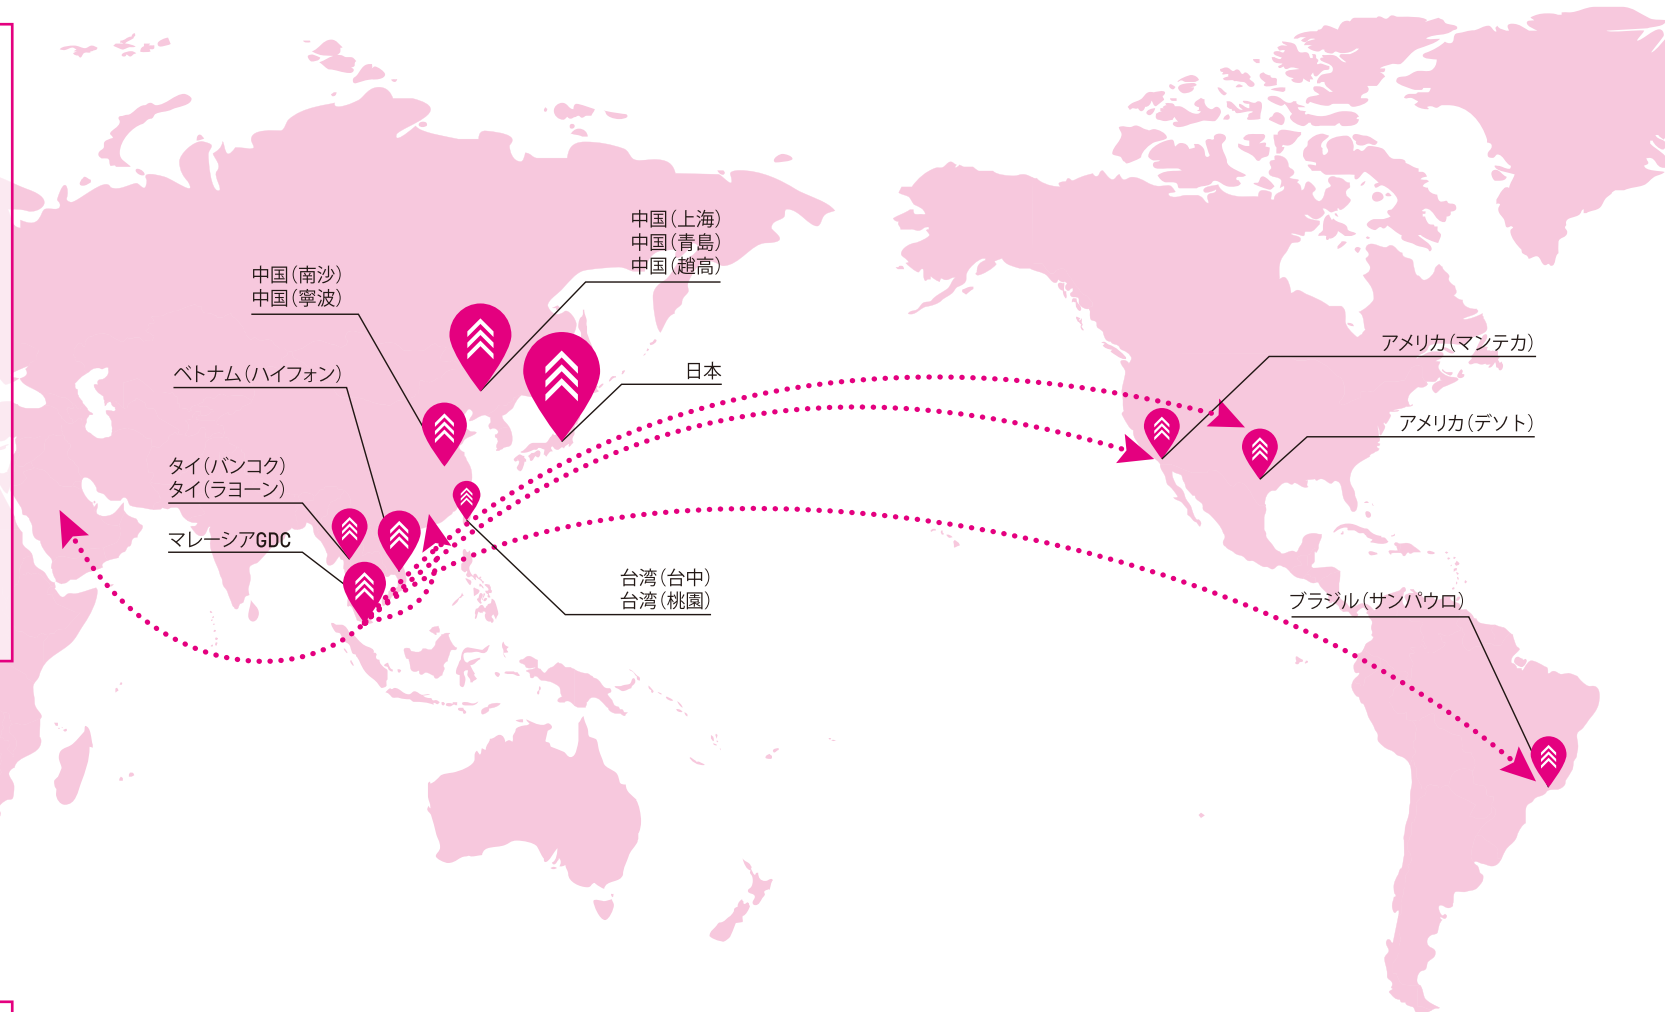 中国（上海）
中国（青島）
中国（趙高）
中国（南沙）
中国（寧波）
ベトナム（ハイフォン）
日本
タイ（バンコク）
タイ（ラヨーン）
マレーシアGDC
台湾（台中）
台湾（桃園）
アメリカ（マンテカ）
アメリカ（デソト）
ブラジル（サンパウロ）